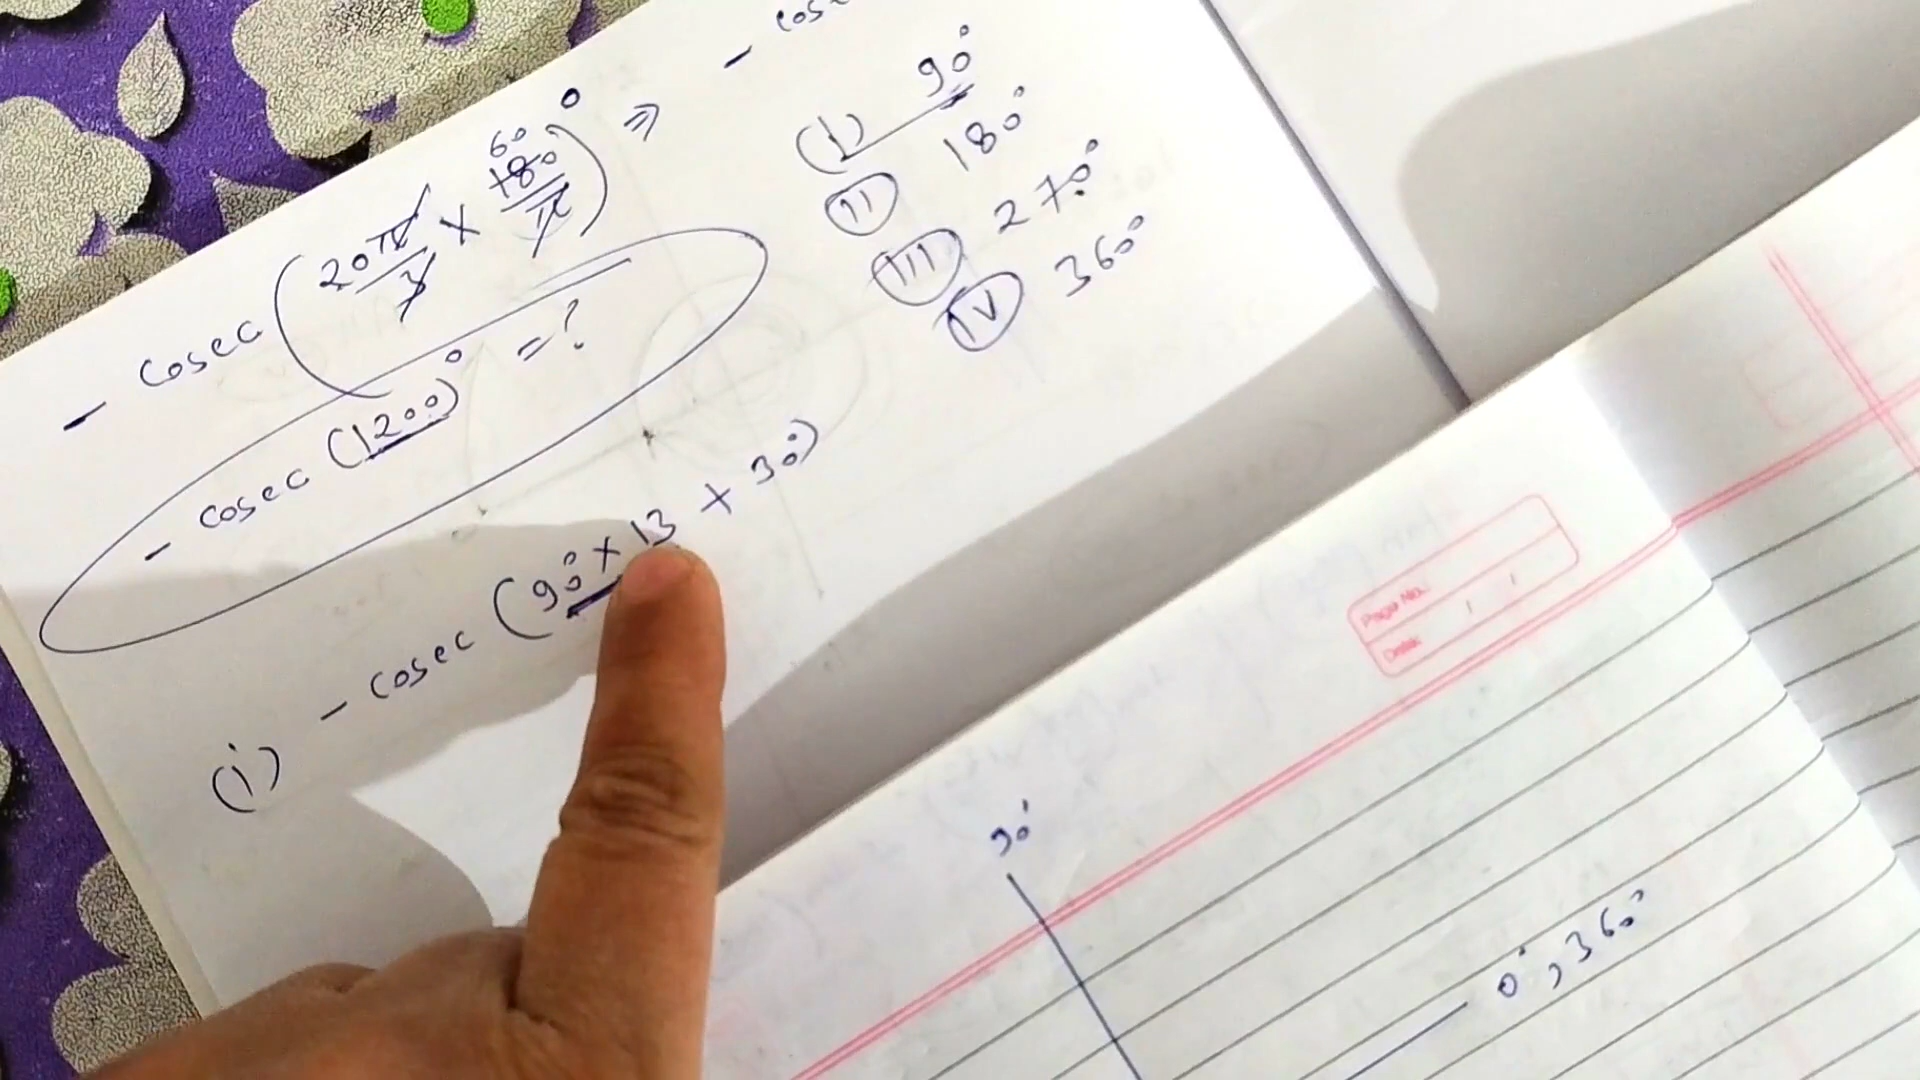 - cosec (20π/3 × 180/π)° ⇒ - cos
60
- cosec (1200)° = ?
(i) - cosec (90° × 13 + 30°)
(I) 90°
(II) 180°
(III) 270°
(IV) 360°
Page No.
Date
90°
0°, 360°